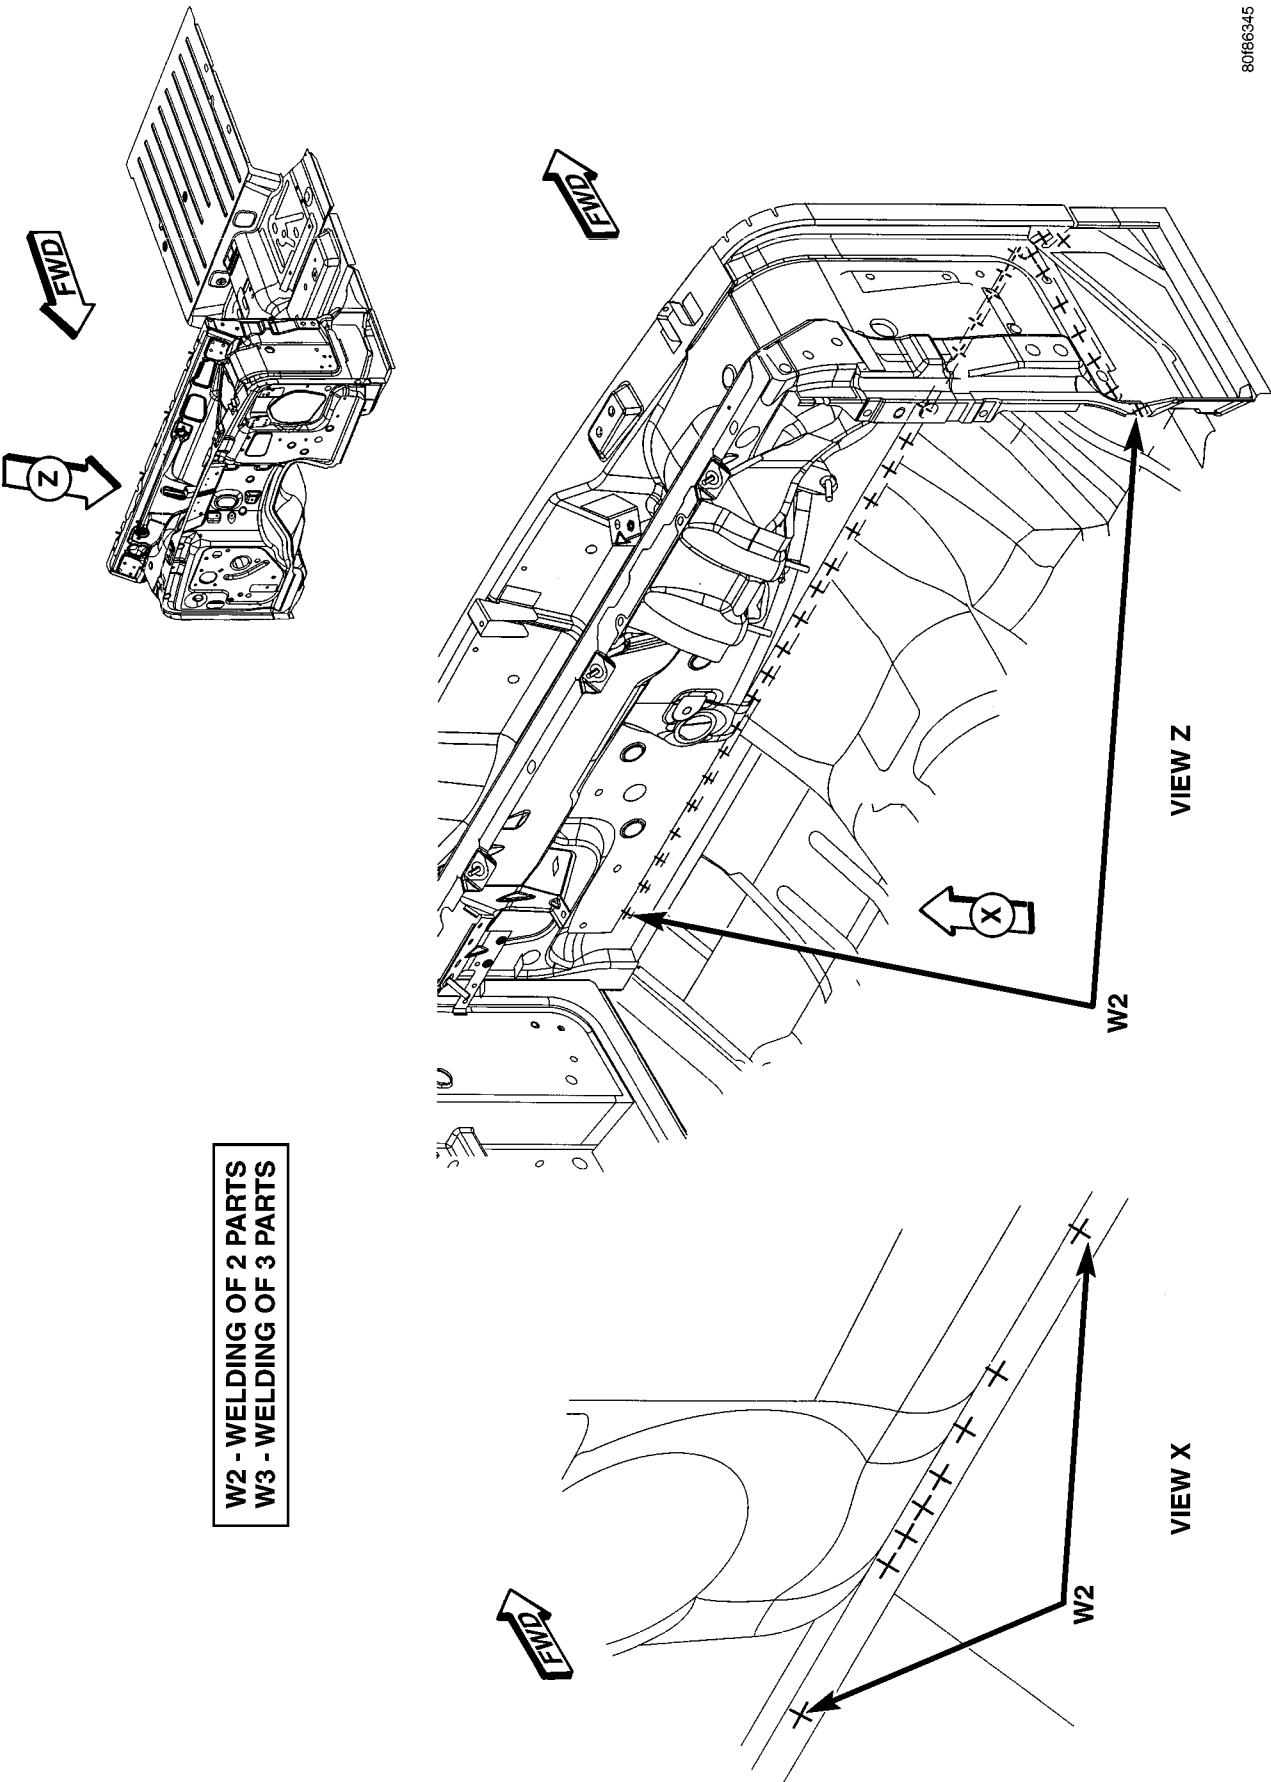 W2 - WELDING OF 2 PARTS
W3 - WELDING OF 3 PARTS
FWD
Z
FWD
W2
X
VIEW Z
FWD
W2
VIEW X
80f86345